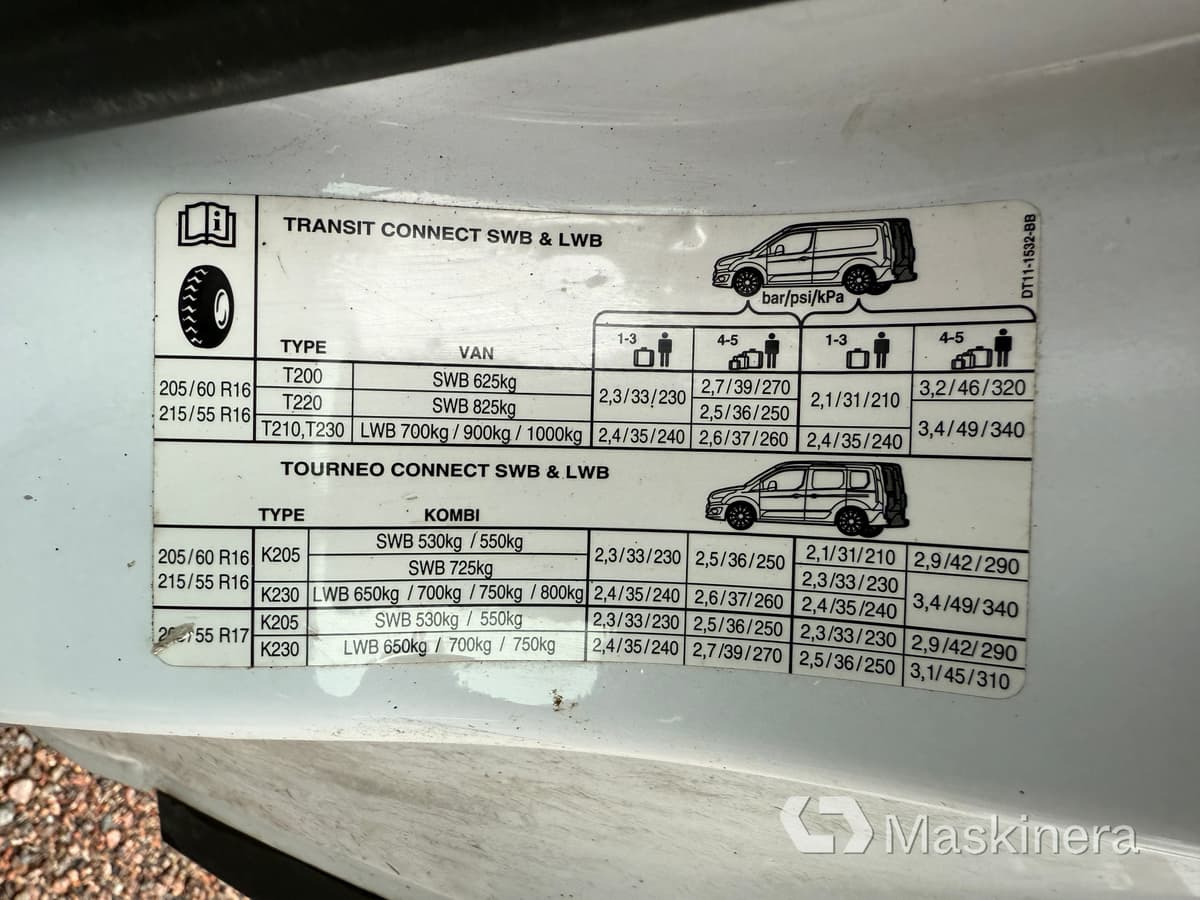 TRANSIT CONNECT SWB & LWB
DT11-1532-BB
bar/psi/kPa
1-3 4-5 1-3 4-5
TYPE VAN
205/60 R16 T200 SWB 625kg 2,3/33/230 2,7/39/270 2,1/31/210 3,2/46/320
215/55 R16 T220 SWB 825kg 2,5/36/250 3,4/49/340
T210,T230 LWB 700kg / 900kg / 1000kg 2,4/35/240 2,6/37/260 2,4/35/240
TOURNEO CONNECT SWB & LWB
TYPE KOMBI
205/60 R16 K205 SWB 530kg / 550kg 2,3/33/230 2,5/36/250 2,1/31/210 2,9/42/290
215/55 R16 SWB 725kg 2,3/33/230 3,4/49/340
K230 LWB 650kg / 700kg / 750kg / 800kg 2,4/35/240 2,6/37/260 2,4/35/240
55 R17 K205 SWB 530kg / 550kg 2,3/33/230 2,5/36/250 2,3/33/230 2,9/42/290
K230 LWB 650kg / 700kg / 750kg 2,4/35/240 2,7/39/270 2,5/36/250 3,1/45/310
Maskinera